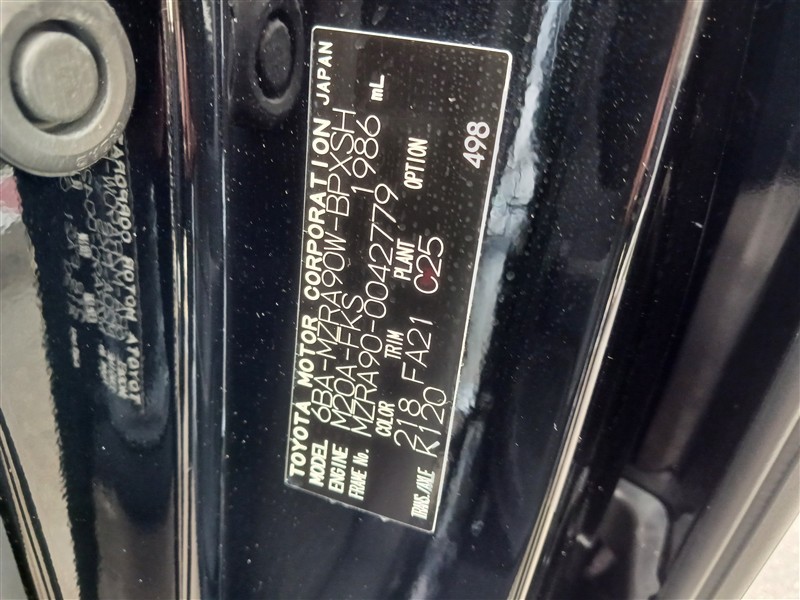 TOYOTA MOTOR CORPORATION JAPAN
MODEL 6BA-MZRA90W-BPXSH
ENGINE M20A-FKS 1986 mL
FRAME No. MZRA90-0042779
COLOR TRIM PLANT OPTION
218 FA21 C25
TRANS/AXLE K120
498